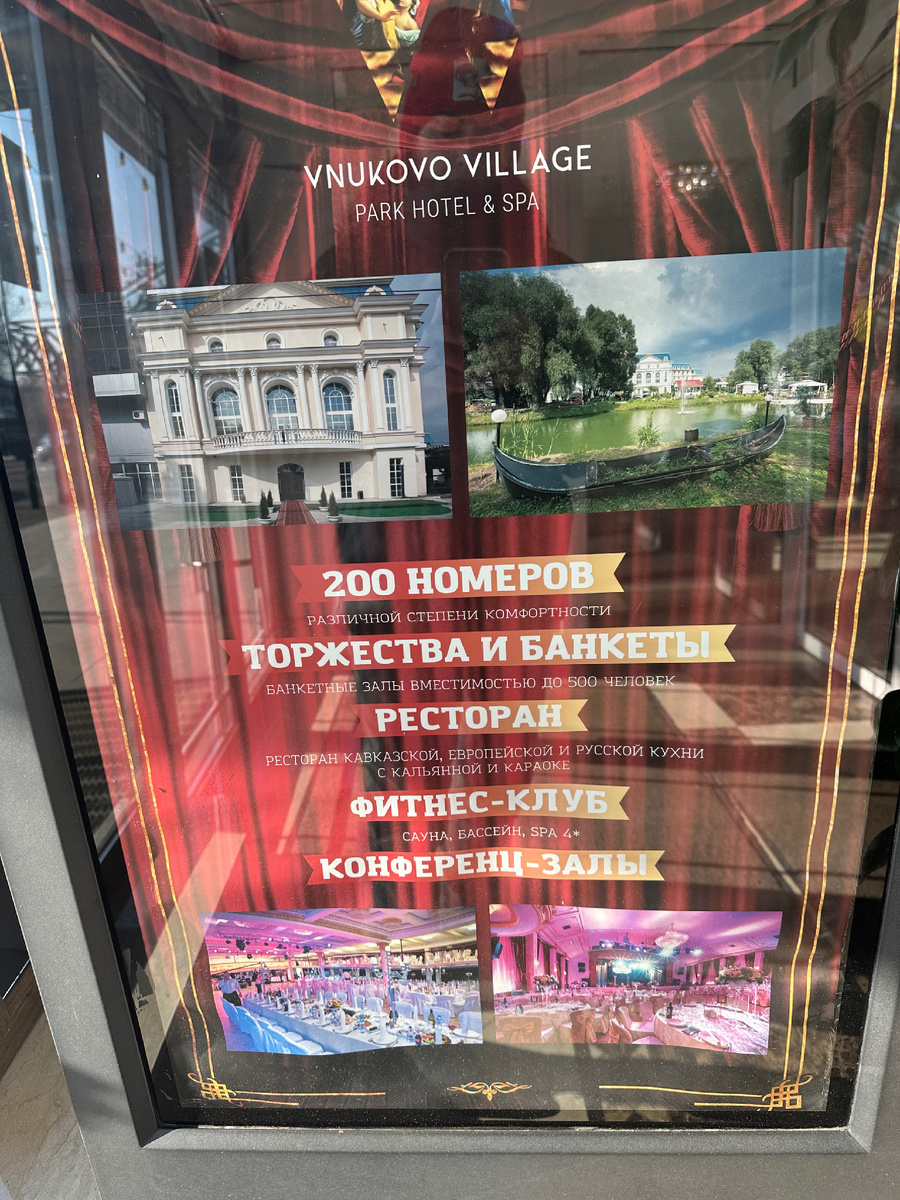 VNUKOVO VILLAGE
PARK HOTEL & SPA
200 НОМЕРОВ
РАЗЛИЧНОЙ СТЕПЕНИ КОМФОРТНОСТИ
ТОРЖЕСТВА И БАНКЕТЫ
БАНКЕТНЫЕ ЗАЛЫ ВМЕСТИМОСТЬЮ ДО 500 ЧЕЛОВЕК
РЕСТОРАН
РЕСТОРАН КАВКАЗСКОЙ, ЕВРОПЕЙСКОЙ И РУССКОЙ КУХНИ
С КАЛЬЯННОЙ И КАРАОКЕ
ФИТНЕС-КЛУБ
САУНА, БАССЕЙН, SPA 4*
КОНФЕРЕНЦ-ЗАЛЫ